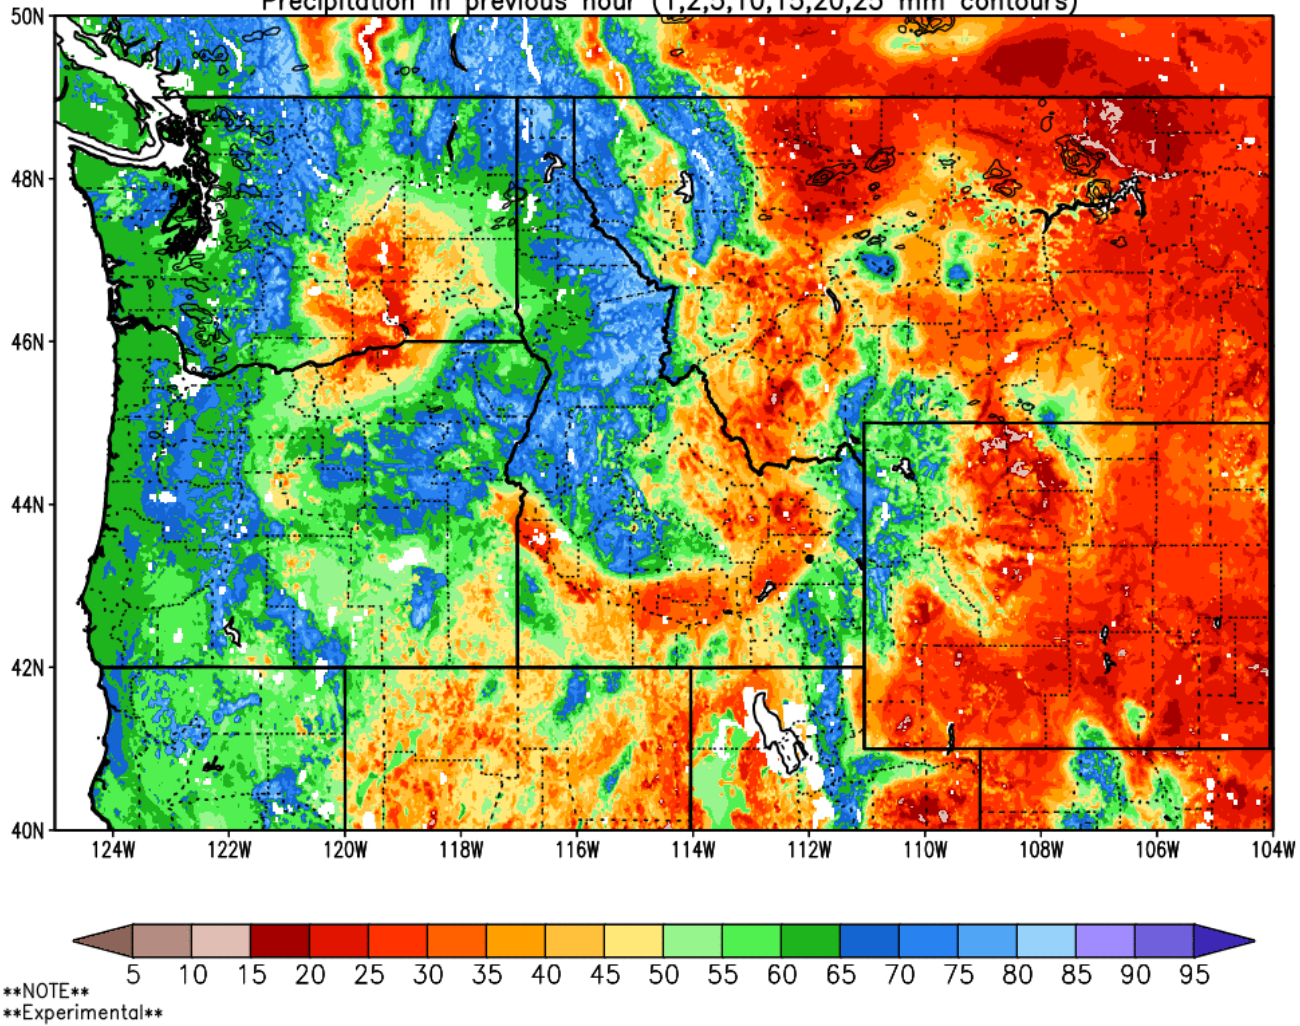 Precipitation in previous hour (1,2,5,10,15,20,25 mm contours)
50N
48N
46N
44N
42N
40N
124W 122W 120W 118W 116W 114W 112W 110W 108W 106W 104W
5 10 15 20 25 30 35 40 45 50 55 60 65 70 75 80 85 90 95
**NOTE**
**Experimental**